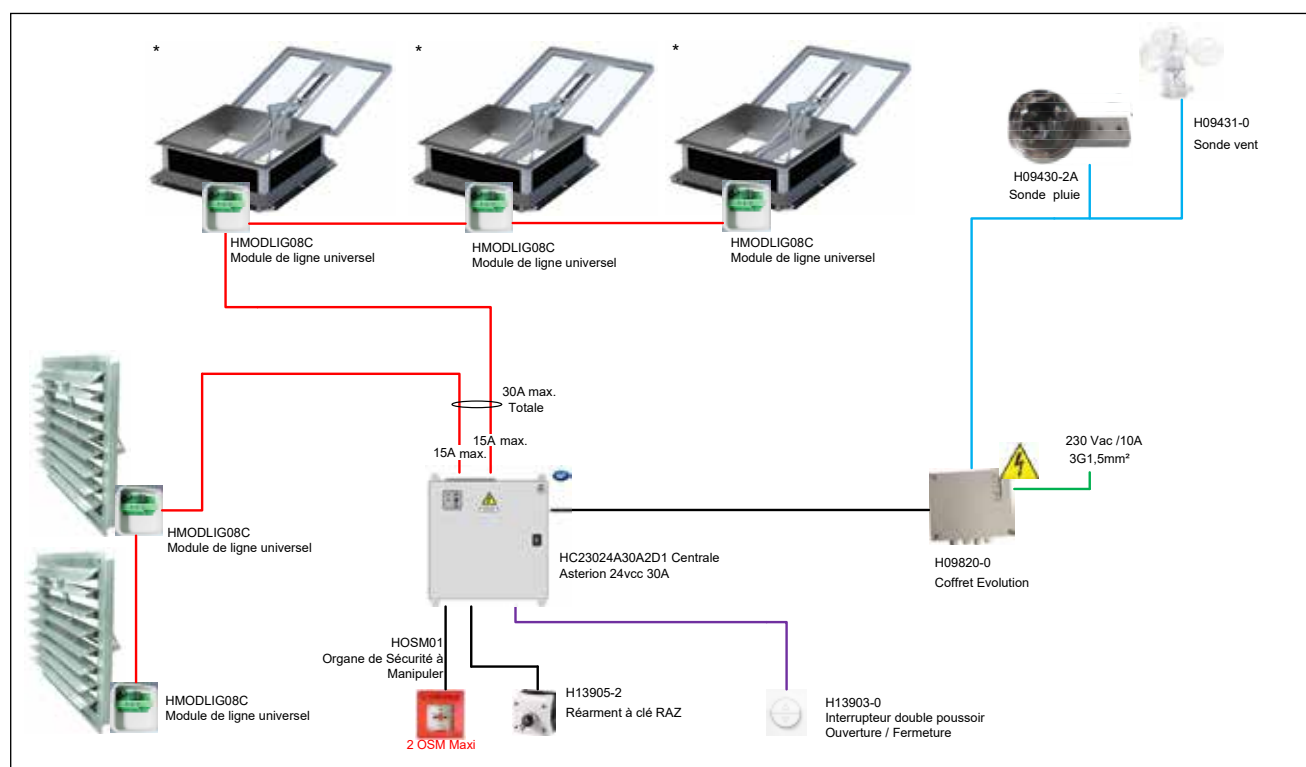 *
*
*
H09431-0
Sonde vent
H09430-2A
Sonde pluie
HMODLIG08C
Module de ligne universel
HMODLIG08C
Module de ligne universel
HMODLIG08C
Module de ligne universel
30A max.
Totale
15A max.
15A max.
230 Vac /10A
3G1,5mm²
HMODLIG08C
Module de ligne universel
HC23024A30A2D1 Centrale
Asterion 24vcc 30A
H09820-0
Coffret Evolution
HOSM01
Organe de Sécurité à
Manipuler
2 OSM Maxi
H13905-2
Réarment à clé RAZ
H13903-0
Interrupteur double poussoir
Ouverture / Fermeture
HMODLIG08C
Module de ligne universel